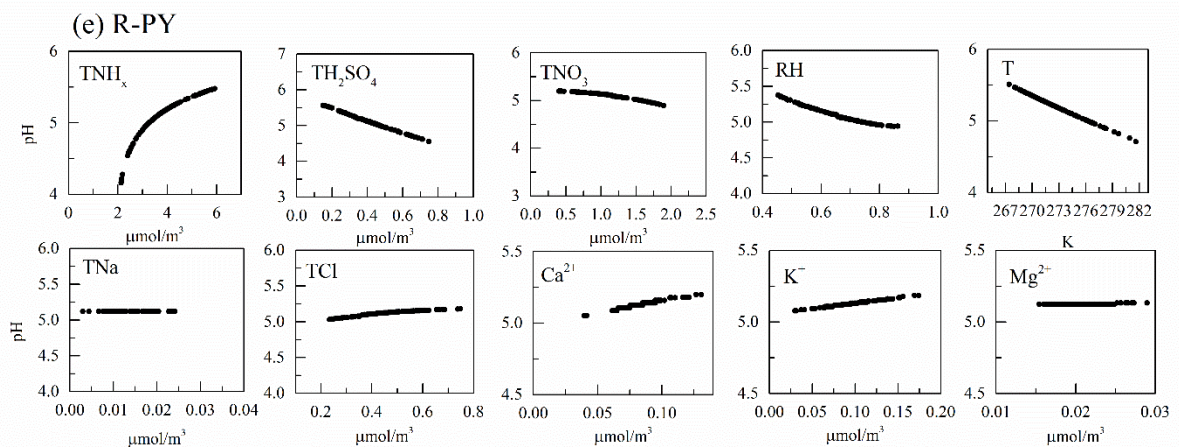 (e) R-PY
TNHₓ
TH₂SO₄
TNO₃
RH
T
pH
6
5
4
0 2 4 6
μmol/m³
7
6
5
4
3
0.0 0.2 0.4 0.6 0.8 1.0
μmol/m³
6
5
4
3
0.0 0.5 1.0 1.5 2.0 2.5
μmol/m³
6.0
5.5
5.0
4.5
4.0
0.4 0.6 0.8 1.0
6
5
4
267 270 273 276 279 282
K
TNa
TCl
Ca²⁺
K⁺
Mg²⁺
pH
6.0
5.5
5.0
4.5
4.0
0.00 0.01 0.02 0.03 0.04
μmol/m³
6.0
5.5
5.0
4.5
4.0
0.2 0.4 0.6 0.8
μmol/m³
5.5
5.0
4.5
0.00 0.05 0.10
μmol/m³
5.5
5.0
4.5
0.00 0.05 0.10 0.15 0.20
μmol/m³
5.5
5.0
4.5
0.01 0.02 0.03
μmol/m³